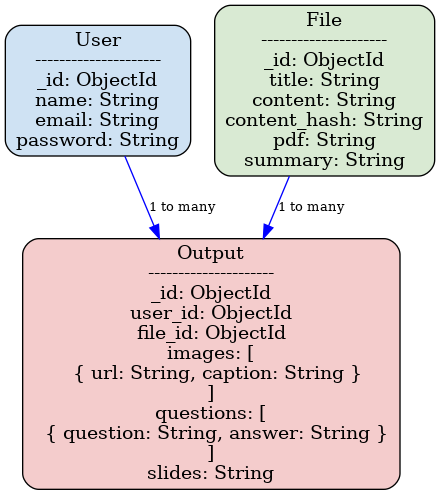 User
---------------------
_id: ObjectId
name: String
email: String
password: String
File
---------------------
_id: ObjectId
title: String
content: String
content_hash: String
pdf: String
summary: String
1 to many
1 to many
Output
---------------------
_id: ObjectId
user_id: ObjectId
file_id: ObjectId
images: [
{ url: String, caption: String }
]
questions: [
{ question: String, answer: String }
]
slides: String